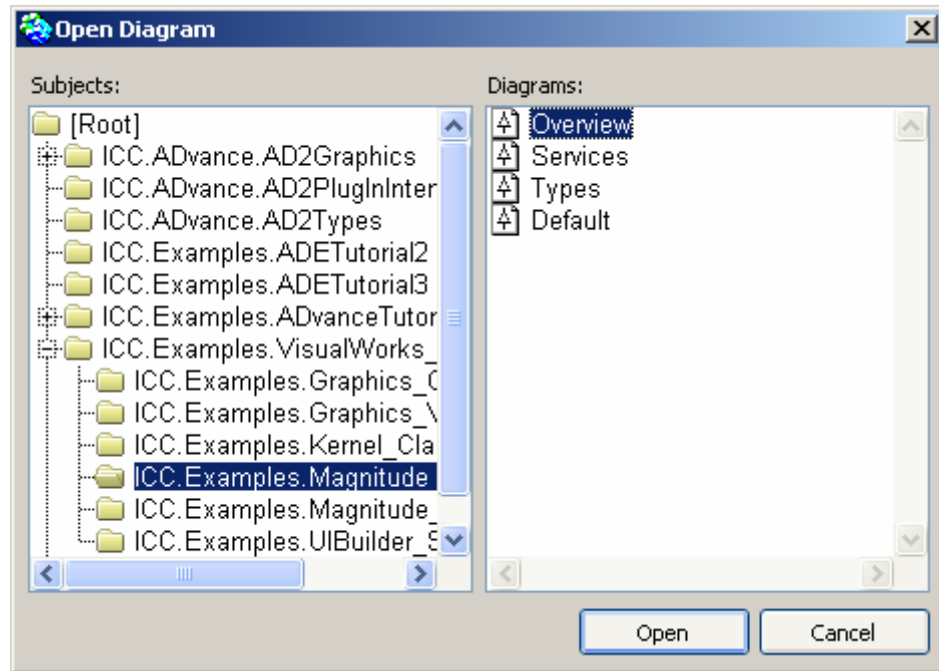 Open Diagram
Subjects:
[Root]
ICC.ADvance.AD2Graphics
ICC.ADvance.AD2PlugInInter
ICC.ADvance.AD2Types
ICC.Examples.ADETutorial2
ICC.Examples.ADETutorial3
ICC.Examples.ADvanceTutor
ICC.Examples.VisualWorks_
ICC.Examples.Graphics_
ICC.Examples.Graphics_
ICC.Examples.Kernel_Cla
ICC.Examples.Magnitude
ICC.Examples.Magnitude_
ICC.Examples.UIBuilder_S
Diagrams:
Overview
Services
Types
Default
Open
Cancel